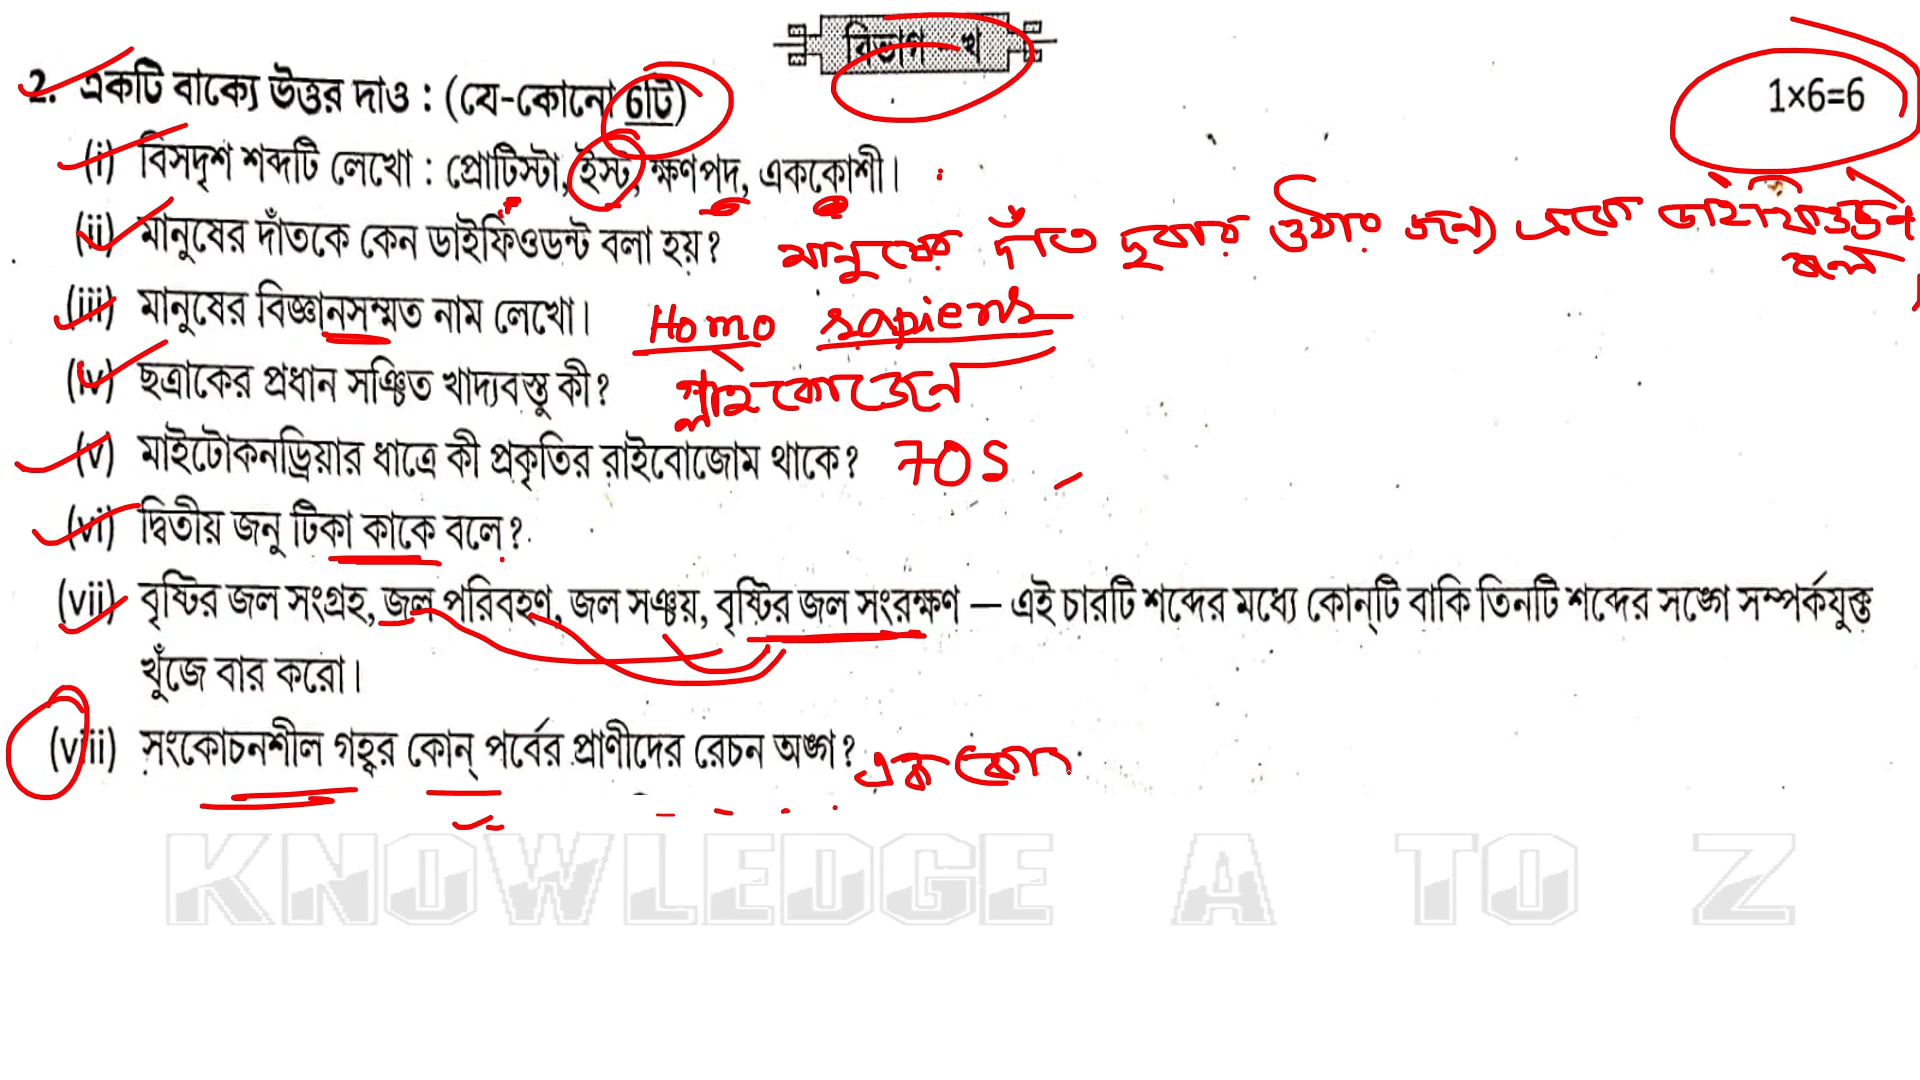 বিভাগ - খ
2. একটি বাক্যে উত্তর দাও : (যে-কোনো 6টি) 1×6=6
(i) বিসদৃশ শব্দটি লেখো : প্রোটিস্টা, ইস্ট, ক্ষণপদ, এককোশী।
(ii) মানুষের দাঁতকে কেন ডাইফিওডন্ট বলা হয়? মানুষের দাঁত দুবার ওঠার জন্য একে ডাইফিওডন্ট
বলে
(iii) মানুষের বিজ্ঞানসম্মত নাম লেখো। Homo sapiens
(iv) ছত্রাকের প্রধান সঞ্চিত খাদ্যবস্তু কী? গ্লাইকোজেন
(v) মাইটোকনড্রিয়ার ধাত্রে কী প্রকৃতির রাইবোজোম থাকে? 70S
(vi) দ্বিতীয় জনু টিকা কাকে বলে?
(vii) বৃষ্টির জল সংগ্রহ, জল পরিবহণ, জল সঞ্চয়, বৃষ্টির জল সংরক্ষণ — এই চারটি শব্দের মধ্যে কোন্‌টি বাকি তিনটি শব্দের সঙ্গে সম্পর্কযুক্ত
খুঁজে বার করো।
(viii) সংকোচনশীল গহ্বর কোন্ পর্বের প্রাণীদের রেচন অঙ্গ? এক কো
KNOWLEDGE A TO Z